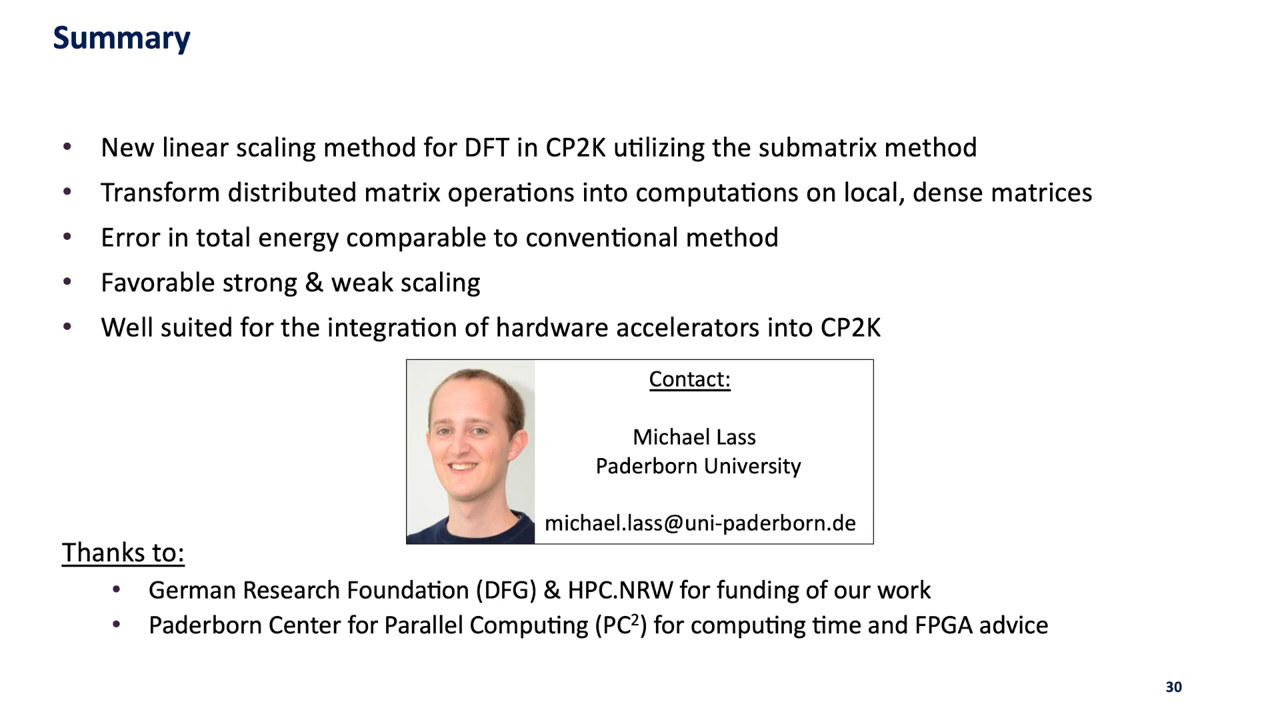 Summary
• New linear scaling method for DFT in CP2K utilizing the submatrix method
• Transform distributed matrix operations into computations on local, dense matrices
• Error in total energy comparable to conventional method
• Favorable strong & weak scaling
• Well suited for the integration of hardware accelerators into CP2K
Contact:
Michael Lass
Paderborn University
michael.lass@uni-paderborn.de
Thanks to:
• German Research Foundation (DFG) & HPC.NRW for funding of our work
• Paderborn Center for Parallel Computing (PC²) for computing time and FPGA advice
30